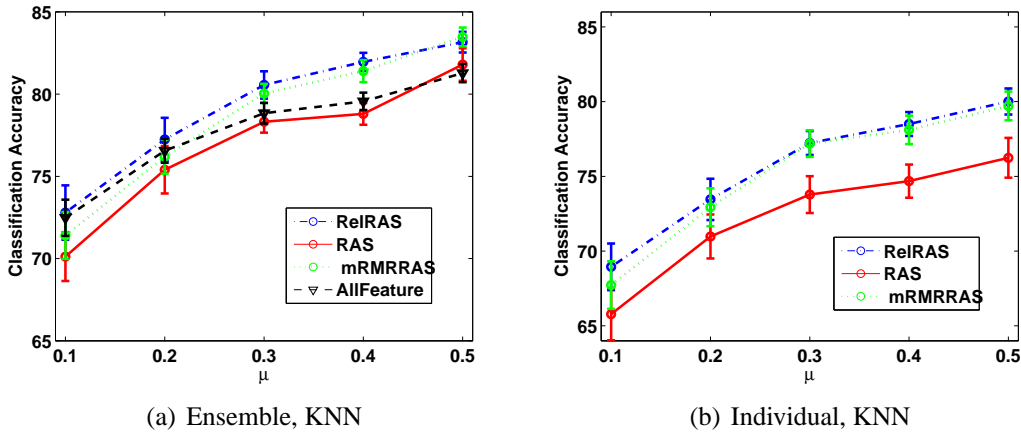 85
80
75
70
65
0.1 0.2 0.3 0.4 0.5
Classification Accuracy
μ
RelRAS
RAS
mRMRRAS
AllFeature
(a) Ensemble, KNN
85
80
75
70
65
0.1 0.2 0.3 0.4 0.5
Classification Accuracy
μ
RelRAS
RAS
mRMRRAS
(b) Individual, KNN